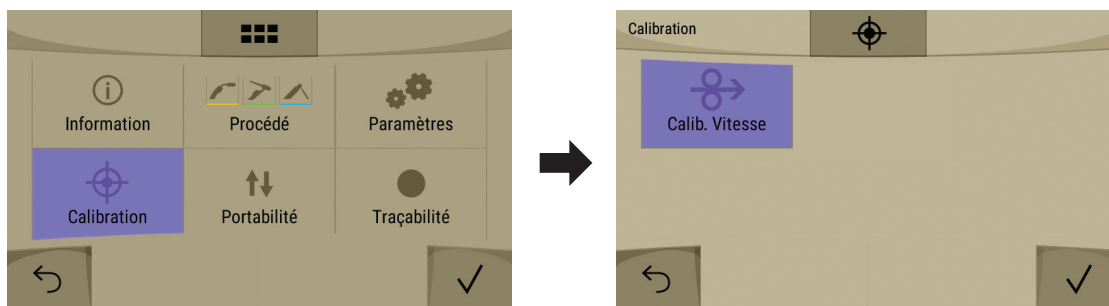 Information
Procédé
Paramètres
Calibration
Portabilité
Traçabilité
Calibration
Calib. Vitesse